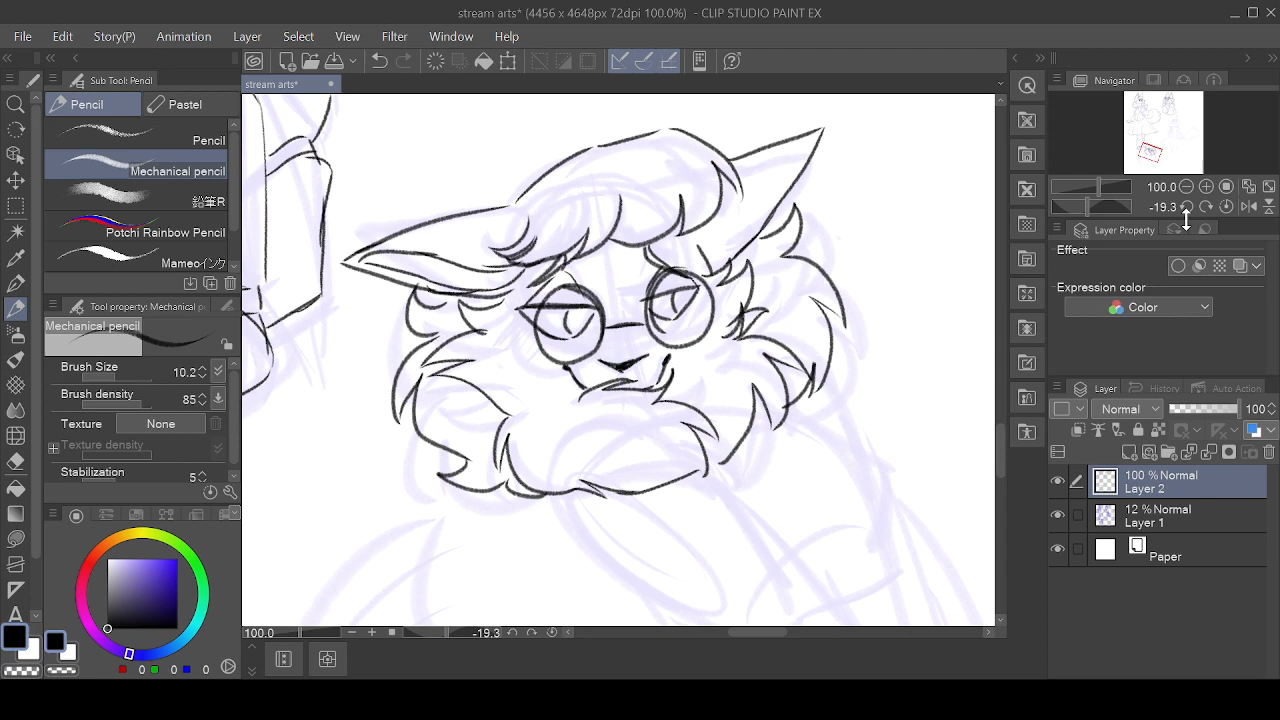 stream arts* (4456 x 4648px 72dpi 100.0%) - CLIP STUDIO PAINT EX
File Edit Story(P) Animation Layer Select View Filter Window Help
Sub Tool: Pencil
stream arts*
Navigator
Pencil Pastel
Pencil
Mechanical pencil
鉛筆R
Potchi Rainbow Pencil
100.0
-19.3
Layer Property
Effect
Expression color
Color
Tool property: Mechanical p
Mechanical pencil
Brush Size 10.2
Brush density 85
Texture None
Texture density
Stabilization 5
Layer History Auto Action
Normal 100
100 % Normal
Layer 2
12 % Normal
Layer 1
Paper
A
100.0 -19.3
0 0 0